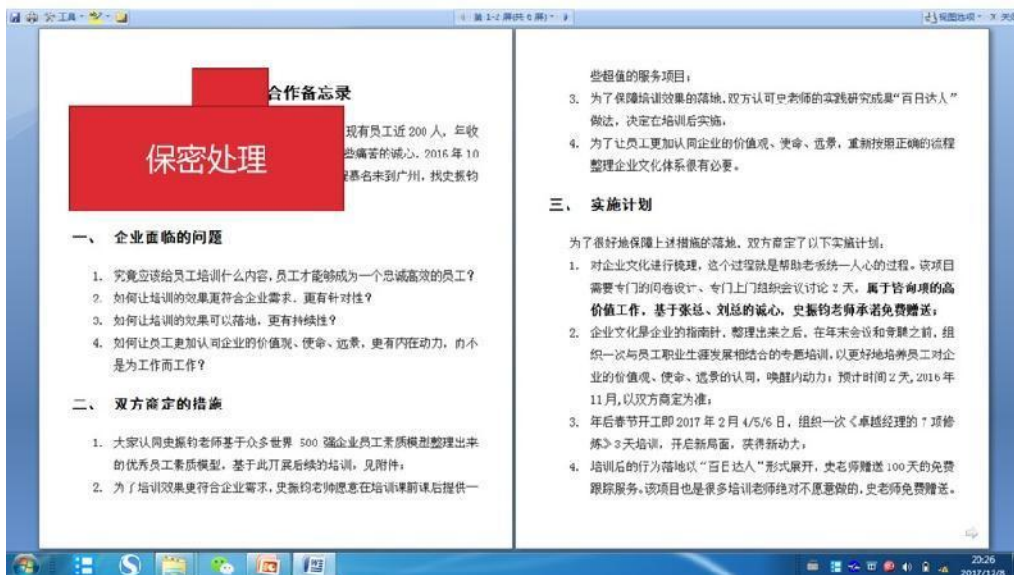 工具
第 1-2 屏(共 6 屏)
视图选项
合作备忘录
保密处理
现有员工近 200 人，年收
些痛苦的诚心，2016 年 10
慕名来到广州，找史振钧
一、 企业面临的问题
1. 究竟应该给员工培训什么内容，员工才能够成为一个忠诚高效的员工？
2. 如何让培训的效果更符合企业需求，更有针对性？
3. 如何让培训的效果可以落地，更有持续性？
4. 如何让员工更加认同企业的价值观、使命、远景，更有内在动力，而不
是为工作而工作？
二、 双方商定的措施
1. 大家认同史振钧老师基于众多世界 500 强企业员工素质模型整理出来
的优秀员工素质模型，基于此开展后续的培训，见附件；
2. 为了培训效果更符合企业需求，史振钧老师愿意在培训课前课后提供一
些超值的服务项目；
3. 为了保障培训效果的落地，双方认可史老师的实践研究成果“百日达人”
做法，决定在培训后实施，
4. 为了让员工更加认同企业的价值观、使命、远景，重新按照正确的流程
整理企业文化体系很有必要。
三、 实施计划
为了很好地保障上述措施的落地，双方商定了以下实施计划：
1. 对企业文化进行梳理，这个过程就是帮助老板统一人心的过程。该项目
需要专门的问卷设计、专门上门组织会议讨论 2 天，属于咨询项的高
价值工作，基于张总、刘总的诚心，史振钧老师承诺免费赠送；
2. 企业文化是企业的指南针，整理出来之后，在年末会议和竞聘之前，组
织一次与员工职业生涯发展相结合的专题培训，以更好地培养员工对企
业的价值观、使命、远景的认同，唤醒内动力；预计时间 2 天，2016 年
11 月，以双方商定为准；
3. 年后春节开工即 2017 年 2 月 4/5/6 日，组织一次《卓越经理的 7 项修
炼》3 天培训，开启新局面，获得新动力；
4. 培训后的行为落地以“百日达人”形式展开，史老师赠送 100 天的免费
跟踪服务。该项目也是很多培训老师绝对不愿意做的，史老师免费赠送。
20:26
2017/12/8